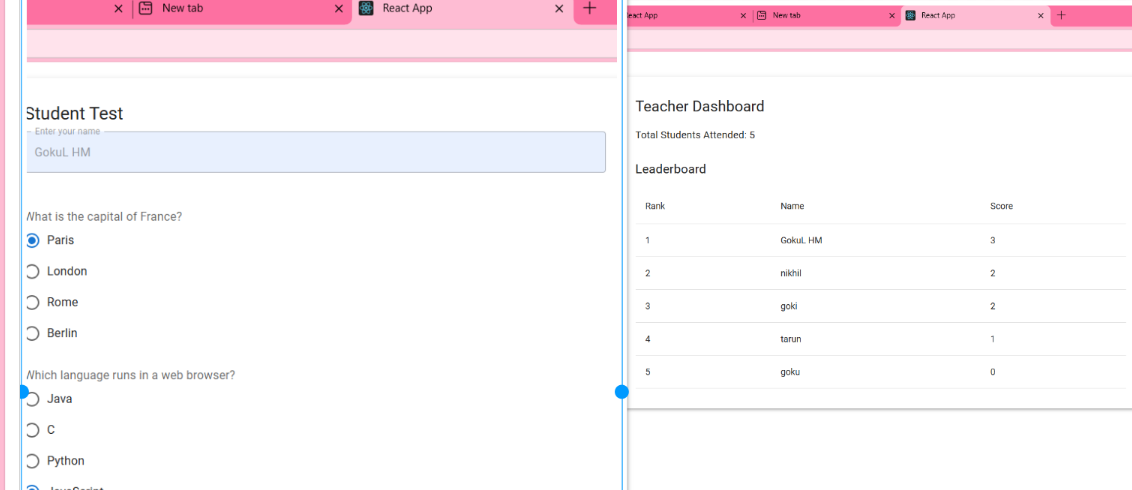 New tab
React App
Student Test
Enter your name
GokuL HM
What is the capital of France?
Paris
London
Rome
Berlin
Which language runs in a web browser?
Java
C
Python
JavaScript
React App
New tab
React App
Teacher Dashboard
Total Students Attended: 5
Leaderboard
Rank Name Score
1 GokuL HM 3
2 nikhil 2
3 goki 2
4 tarun 1
5 goku 0